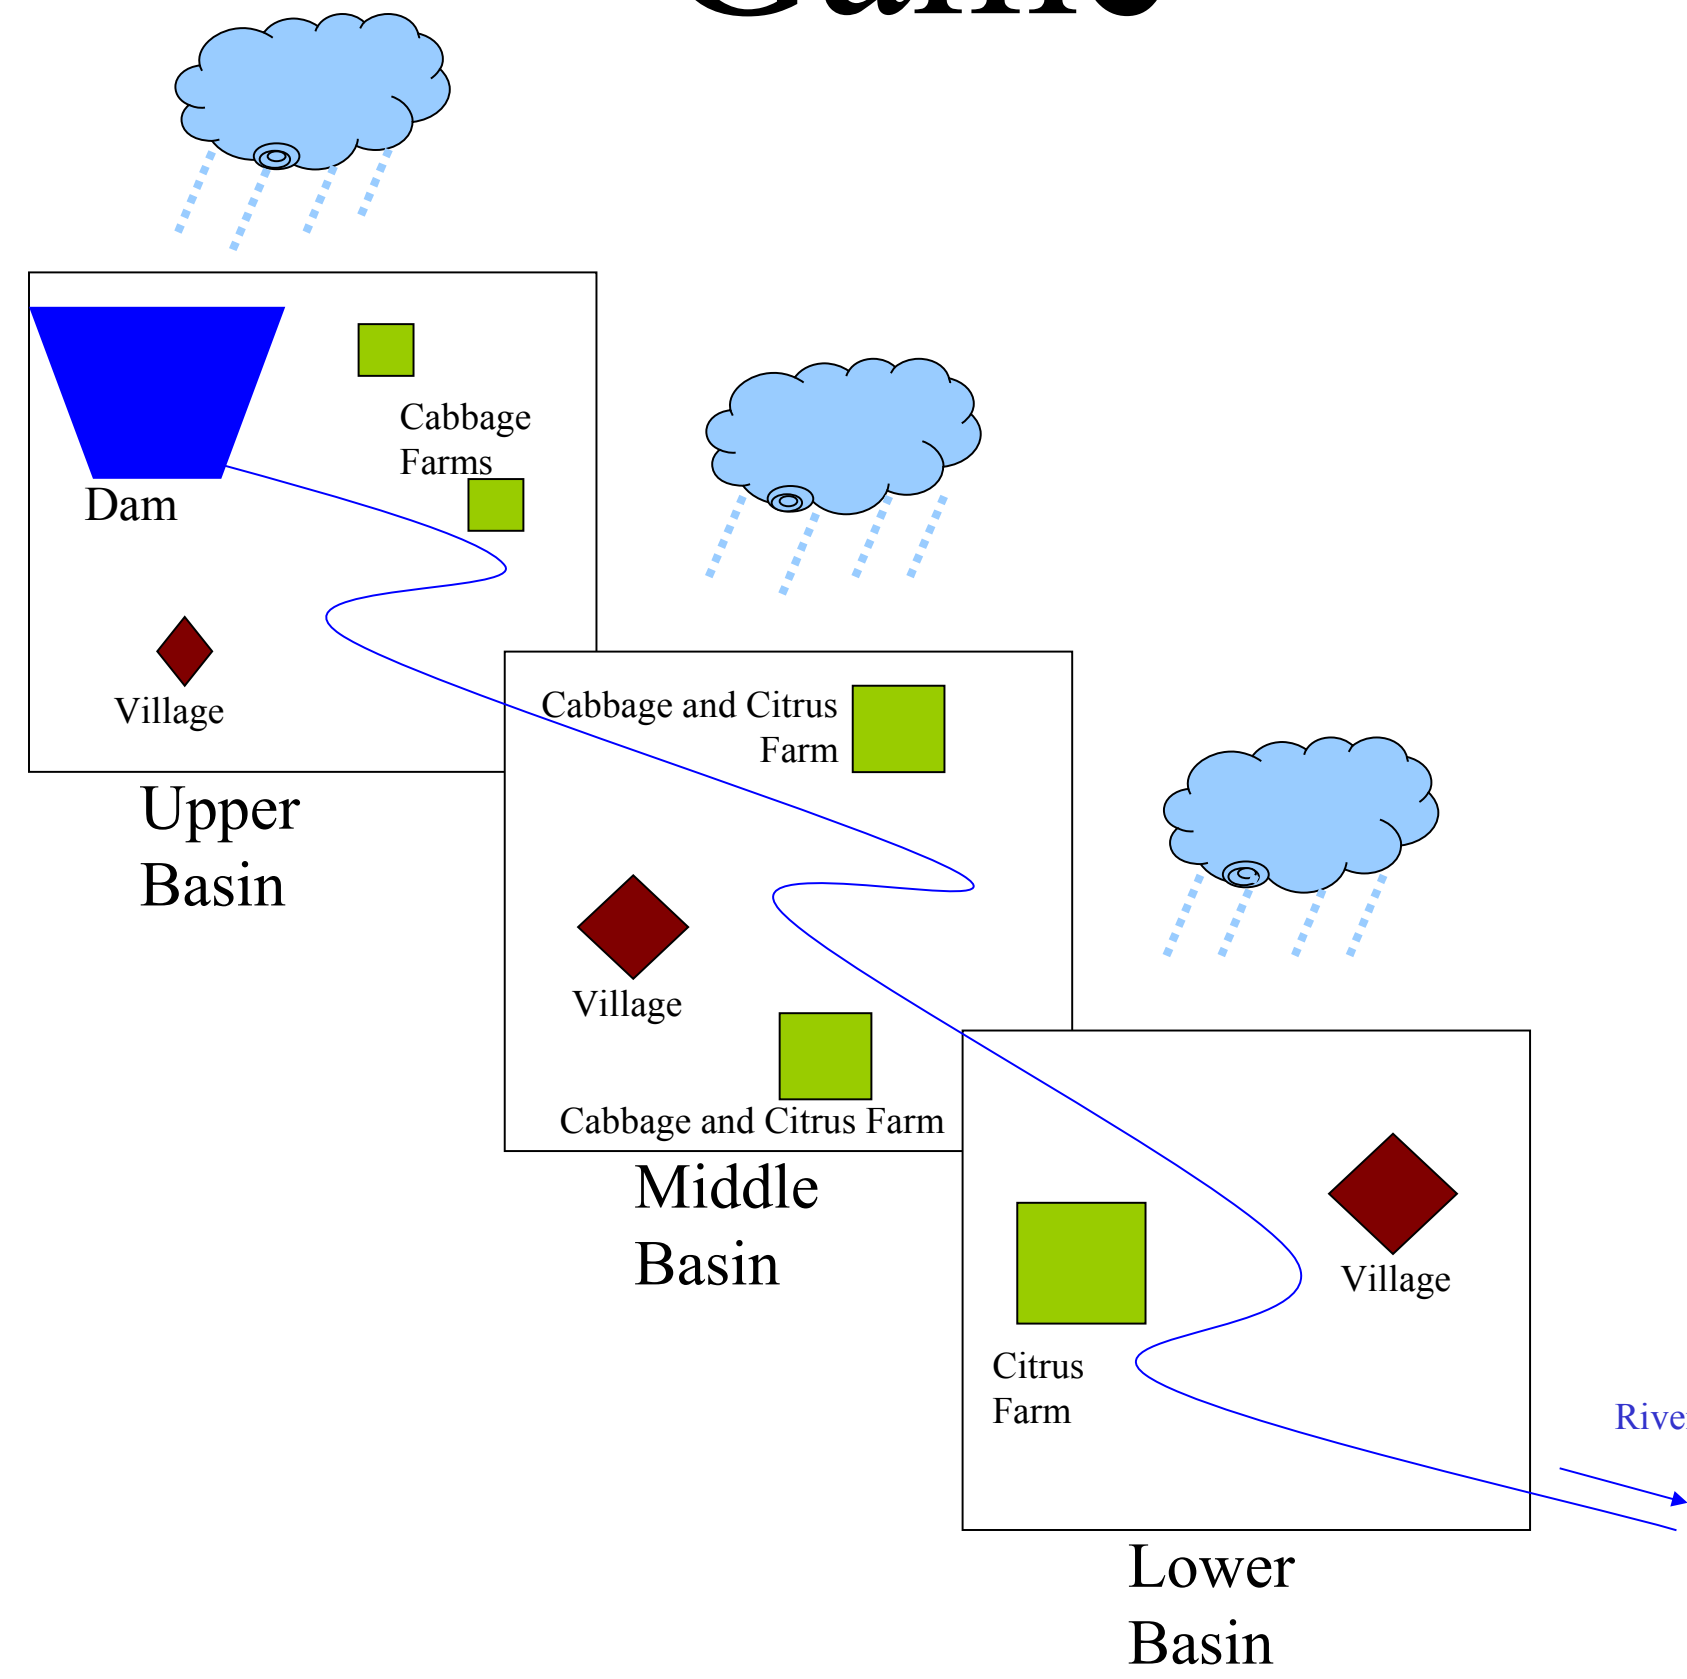 Cabbage
Farms
Dam
Village
Upper
Basin
Cabbage and Citrus
Farm
Village
Cabbage and Citrus Farm
Middle
Basin
Village
Citrus
Farm
Lower
Basin